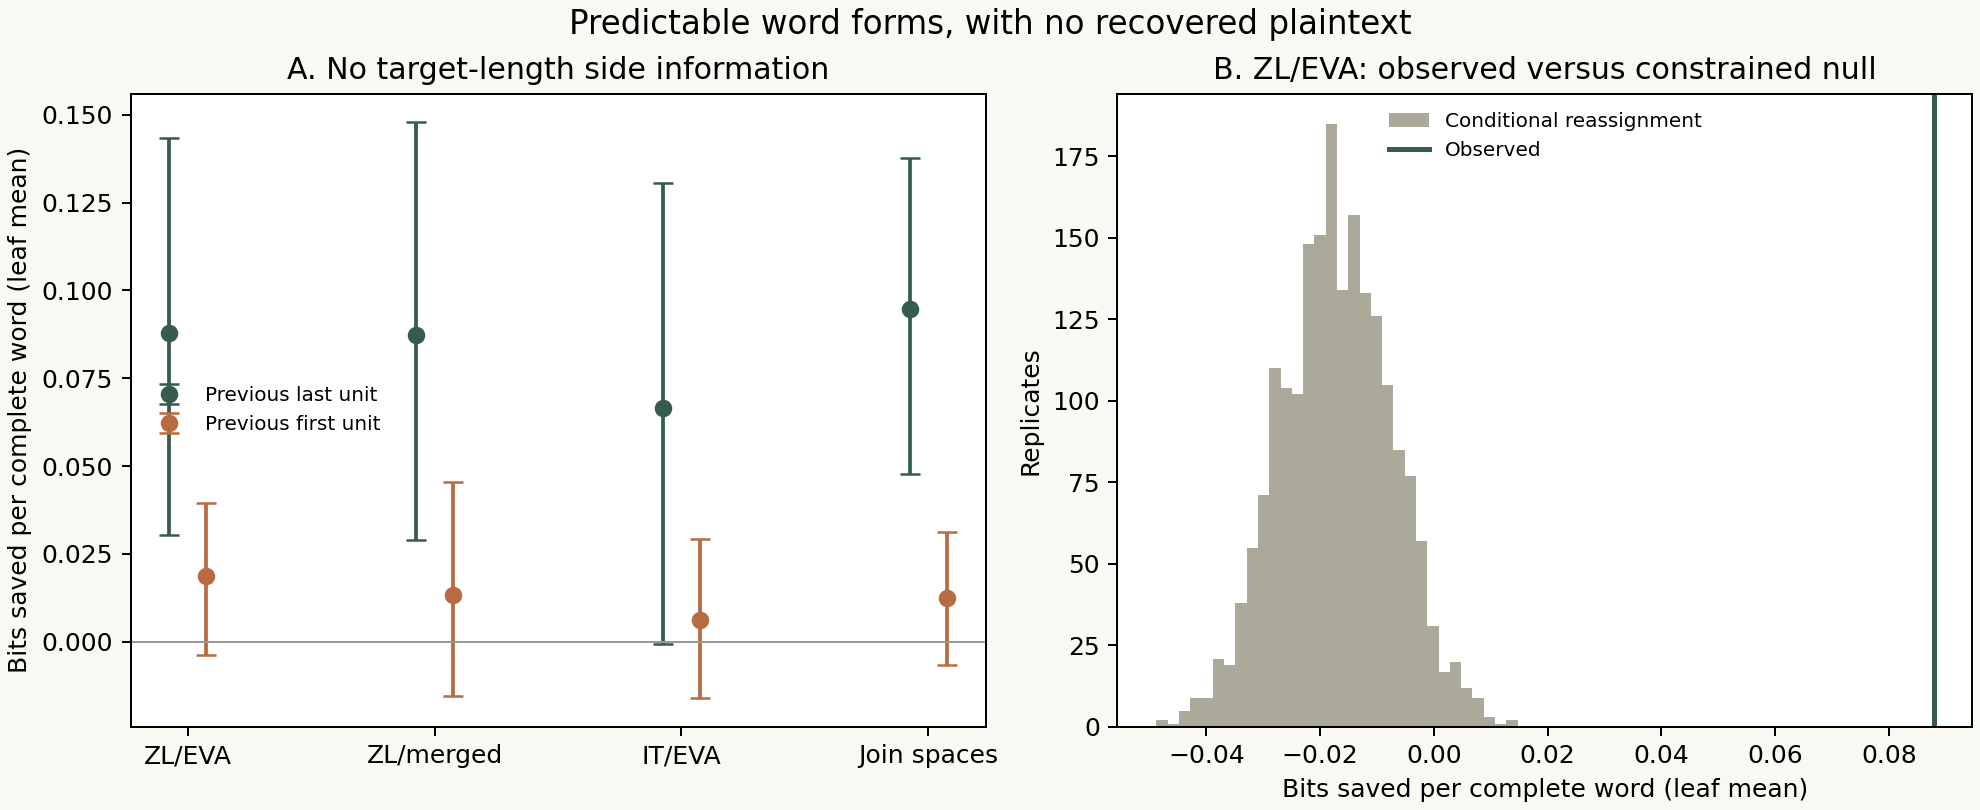 Predictable word forms, with no recovered plaintext
A. No target-length side information
Bits saved per complete word (leaf mean)
0.150
0.125
0.100
0.075
0.050
0.025
0.000
Previous last unit
Previous first unit
ZL/EVA
ZL/merged
IT/EVA
Join spaces
B. ZL/EVA: observed versus constrained null
Conditional reassignment
Observed
Replicates
175
150
125
100
75
50
25
0
−0.04
−0.02
0.00
0.02
0.04
0.06
0.08
Bits saved per complete word (leaf mean)